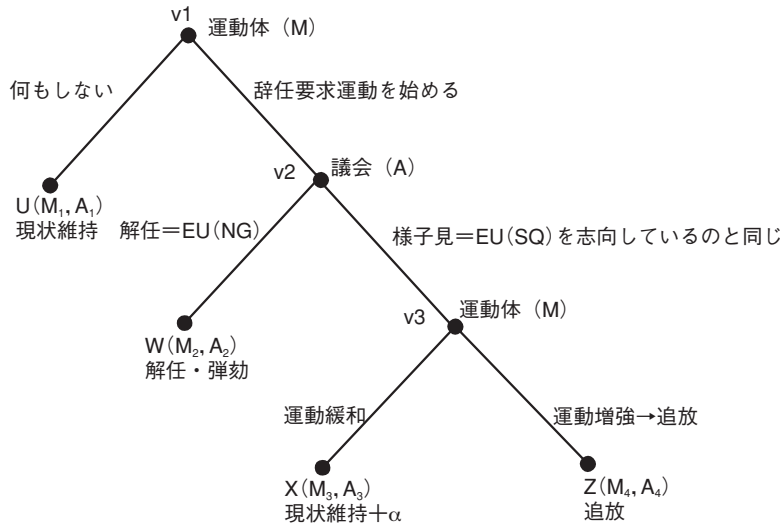 v1
運動体（M）
何もしない
辞任要求運動を始める
v2
議会（A）
U(M₁, A₁)
現状維持
解任＝EU(NG)
様子見＝EU(SQ)を志向しているのと同じ
v3
運動体（M）
W(M₂, A₂)
解任・弾劾
運動緩和
運動増強→追放
X(M₃, A₃)
現状維持＋α
Z(M₄, A₄)
追放